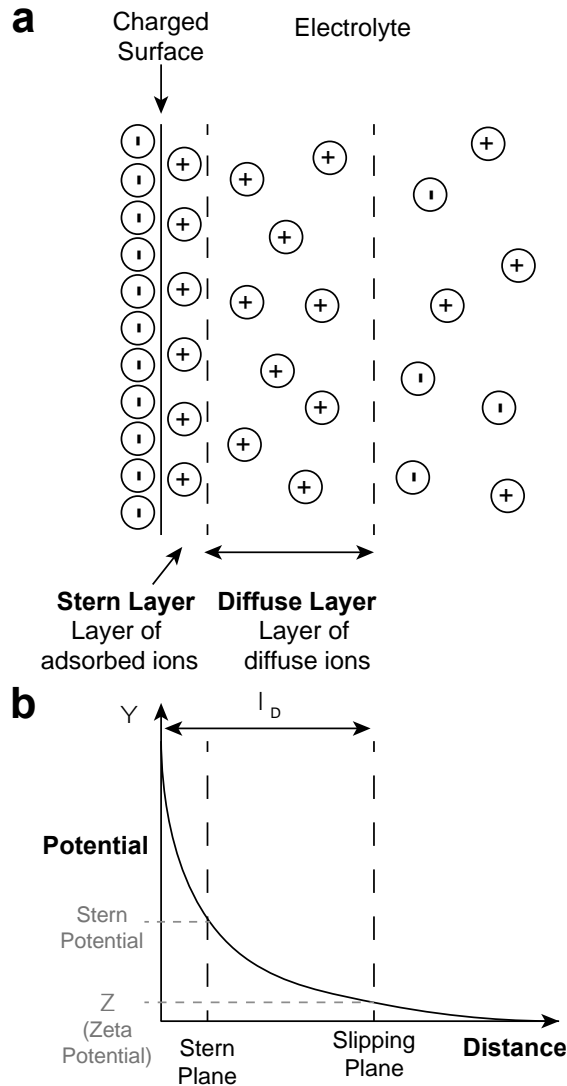 a
Charged
Surface
Electrolyte
Stern Layer
Layer of
adsorbed ions
Diffuse Layer
Layer of
diffuse ions
b
Y
l D
Potential
Stern
Potential
Z
(Zeta
Potential)
Stern
Plane
Slipping
Plane
Distance